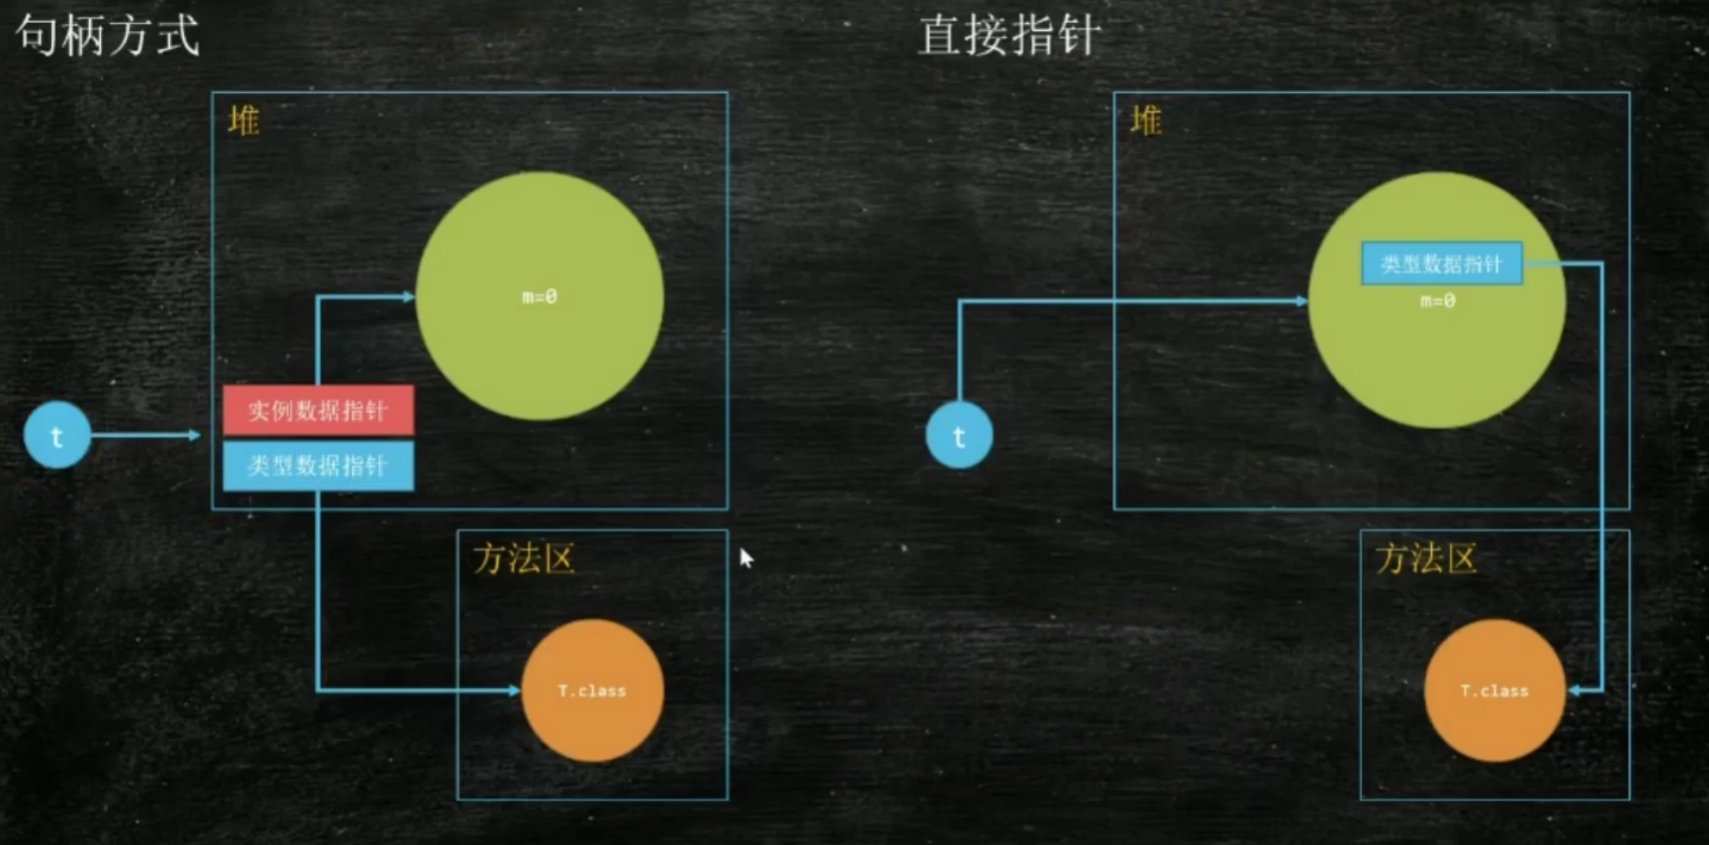 句柄方式
堆
m=0
实例数据指针
t
类型数据指针
方法区
T.class
直接指针
堆
类型数据指针
m=0
t
方法区
T.class